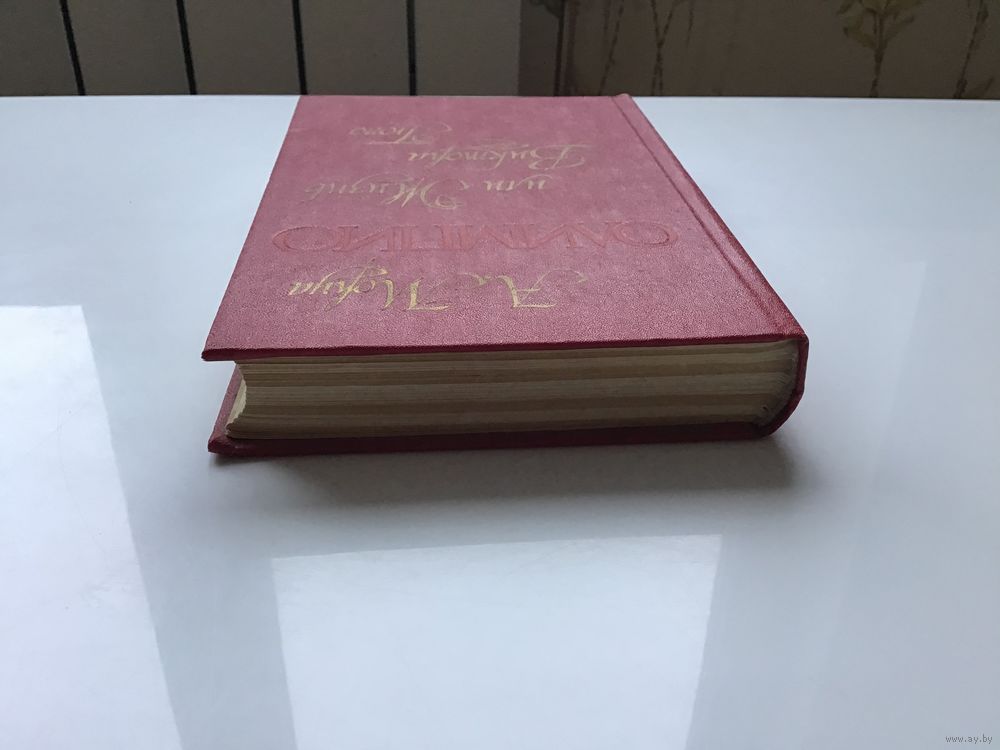 А. Моруа
ОЛИМПИО
или Жизнь
Виктора
Гюго
www.ay.by